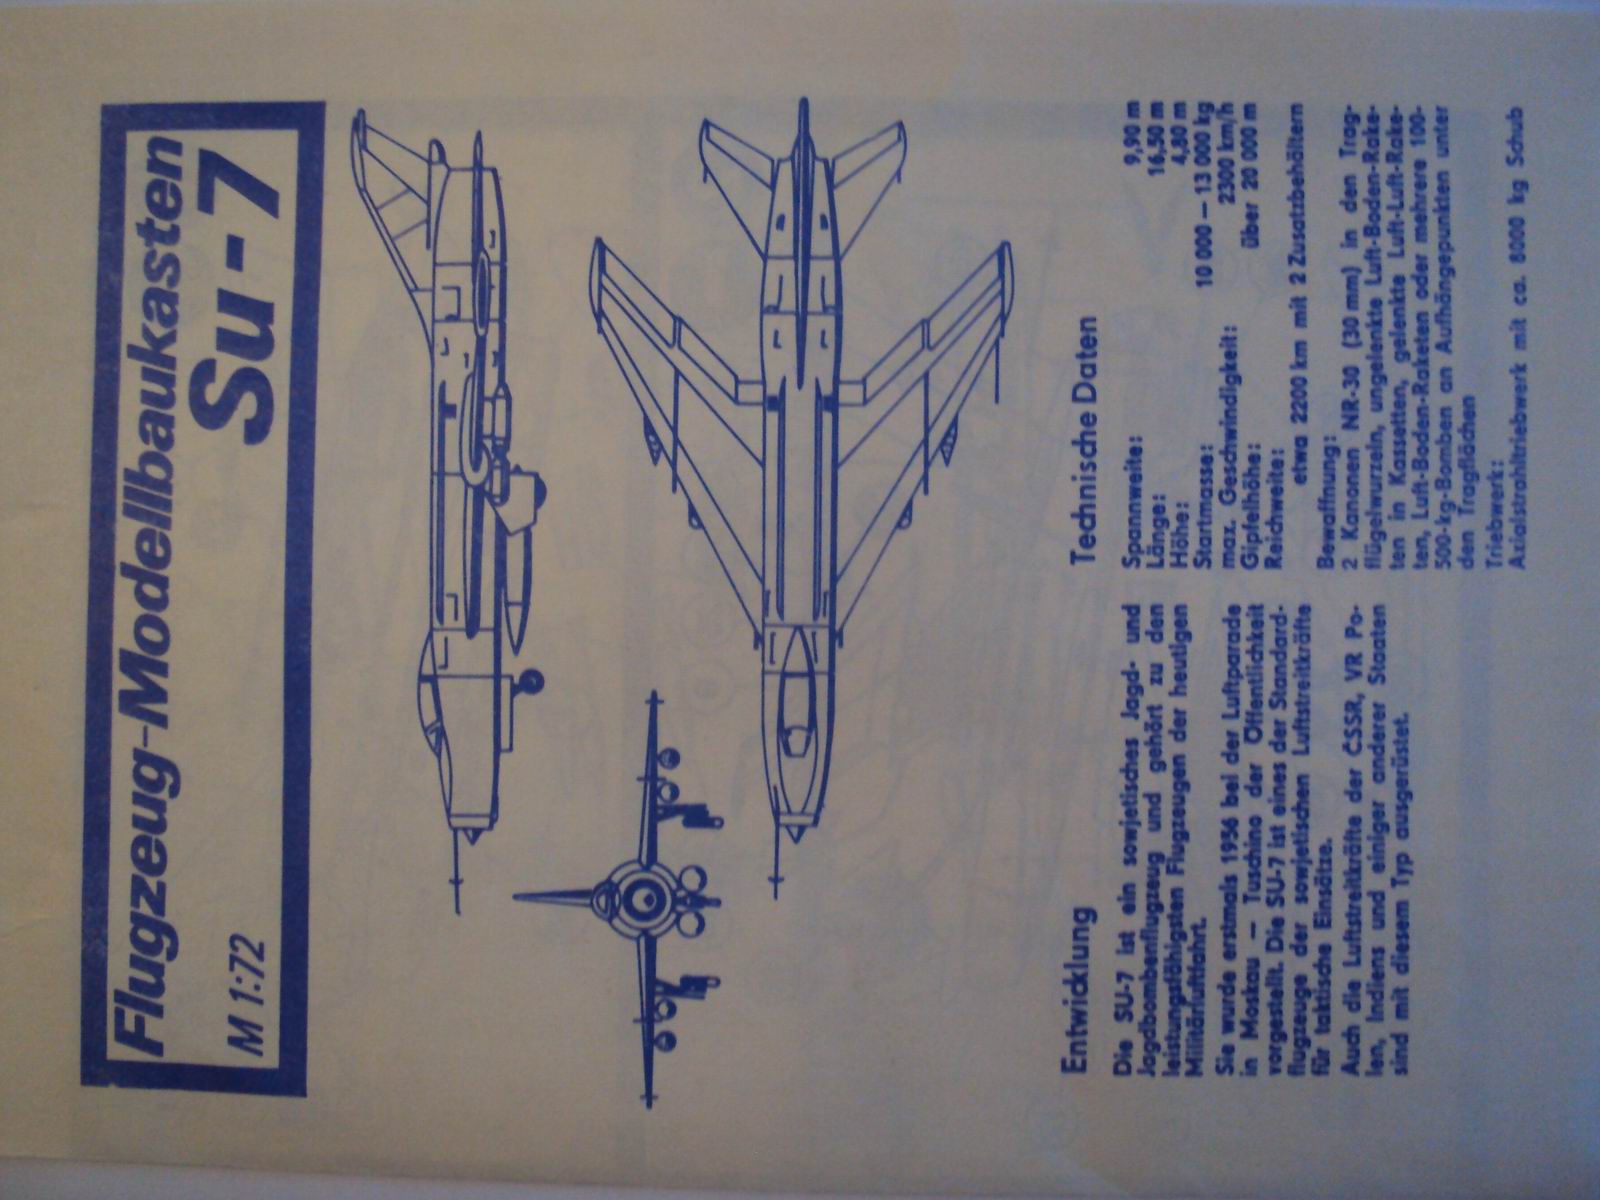 Flugzeug-Modellbaukasten
M 1:72
Su-7
Entwicklung
Die SU-7 ist ein sowjetisches Jagd- und
Jagdbombenflugzeug und gehört zu den
leistungsfähigsten Flugzeugen der heutigen
Militärluftfahrt.
Sie wurde erstmals 1956 bei der Luftparade
in Moskau — Tuschino der Öffentlichkeit
vorgestellt. Die SU-7 ist eines der Standard-
flugzeuge der sowjetischen Luftstreitkräfte
für taktische Einsätze.
Auch die Luftstreitkräfte der ČSSR, VR Po-
len, Indiens und einiger anderer Staaten
sind mit diesem Typ ausgerüstet.
Technische Daten
Spannweite: 9,90 m
Länge: 16,50 m
Höhe: 4,80 m
Startmasse: 10 000 — 13 000 kg
max. Geschwindigkeit: 2300 km/h
Gipfelhöhe: über 20 000 m
Reichweite:
etwa 2200 km mit 2 Zusatzbehältern
Bewaffnung:
2 Kanonen NR-30 (30 mm) in den Trag-
flügelwurzeln, ungelenkte Luft-Boden-Rake-
ten in Kassetten, gelenkte Luft-Luft-Rake-
ten, Luft-Boden-Raketen oder mehrere 100-
500-kg-Bomben an Aufhängepunkten unter
den Tragflächen
Triebwerk:
Axialstrahltriebwerk mit ca. 8000 kg Schub